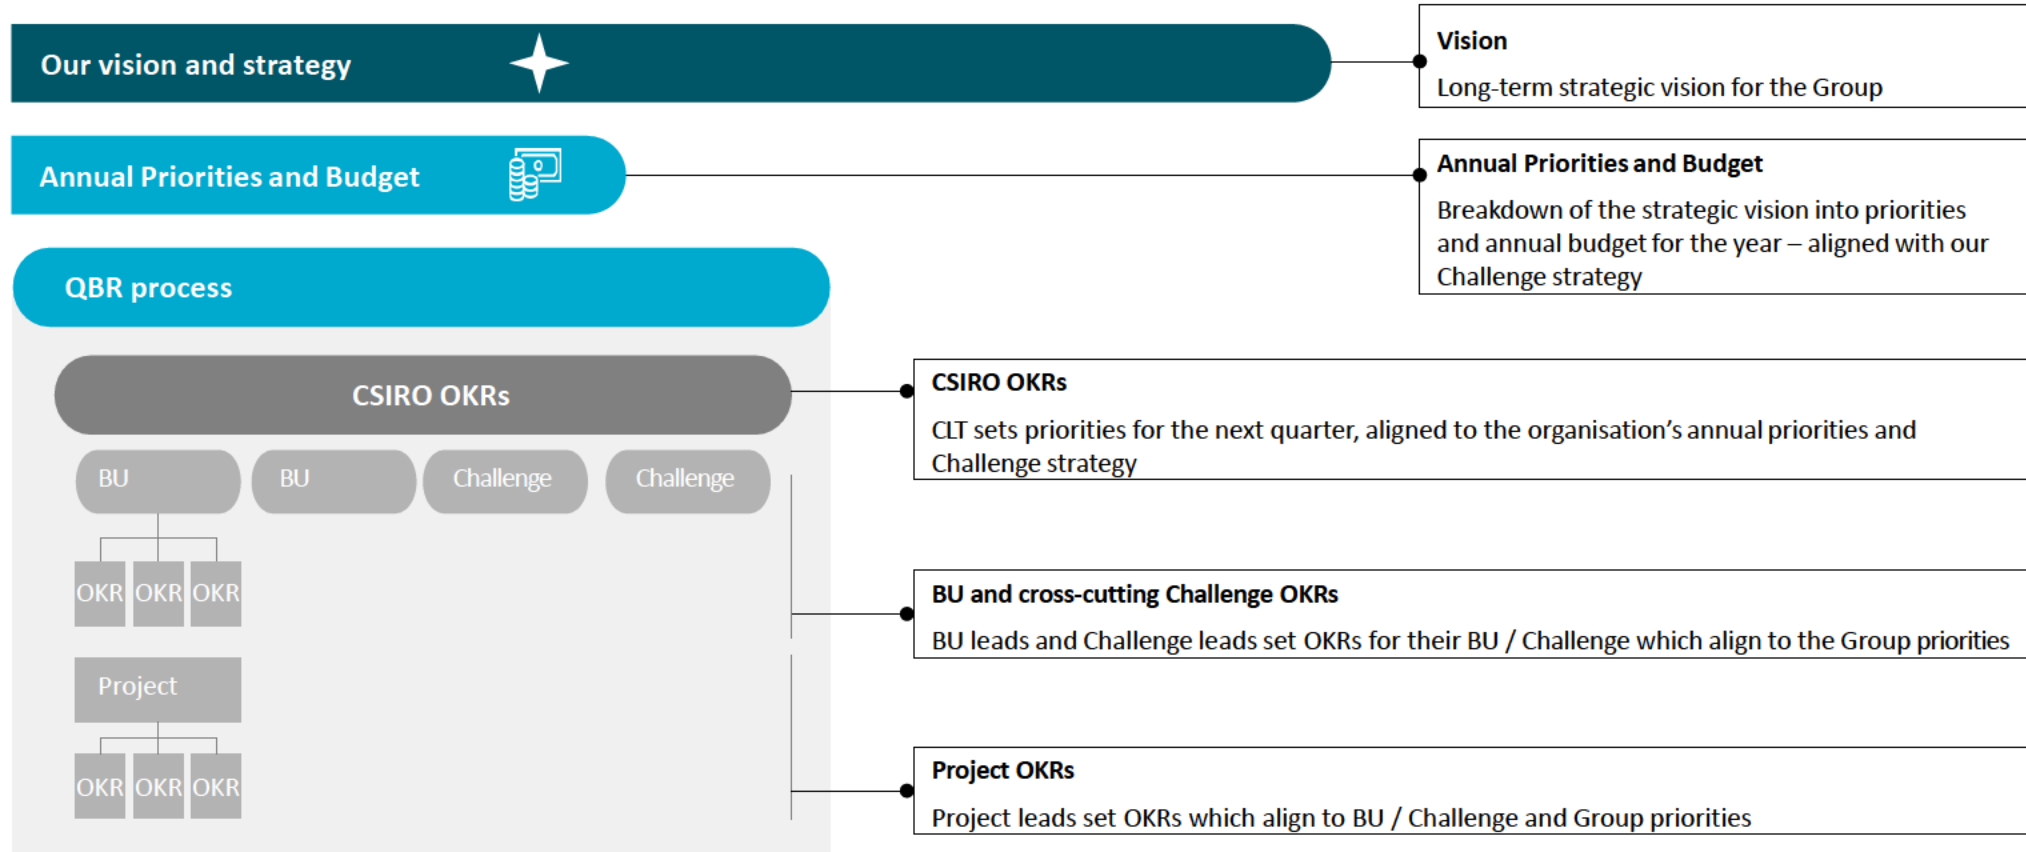 Our vision and strategy
Vision
Long-term strategic vision for the Group
Annual Priorities and Budget
Annual Priorities and Budget
Breakdown of the strategic vision into priorities
and annual budget for the year – aligned with our
Challenge strategy
QBR process
CSIRO OKRs
CSIRO OKRs
CLT sets priorities for the next quarter, aligned to the organisation's annual priorities and
Challenge strategy
BU BU Challenge Challenge
OKR OKR OKR
BU and cross-cutting Challenge OKRs
BU leads and Challenge leads set OKRs for their BU / Challenge which align to the Group priorities
Project
OKR OKR OKR
Project OKRs
Project leads set OKRs which align to BU / Challenge and Group priorities